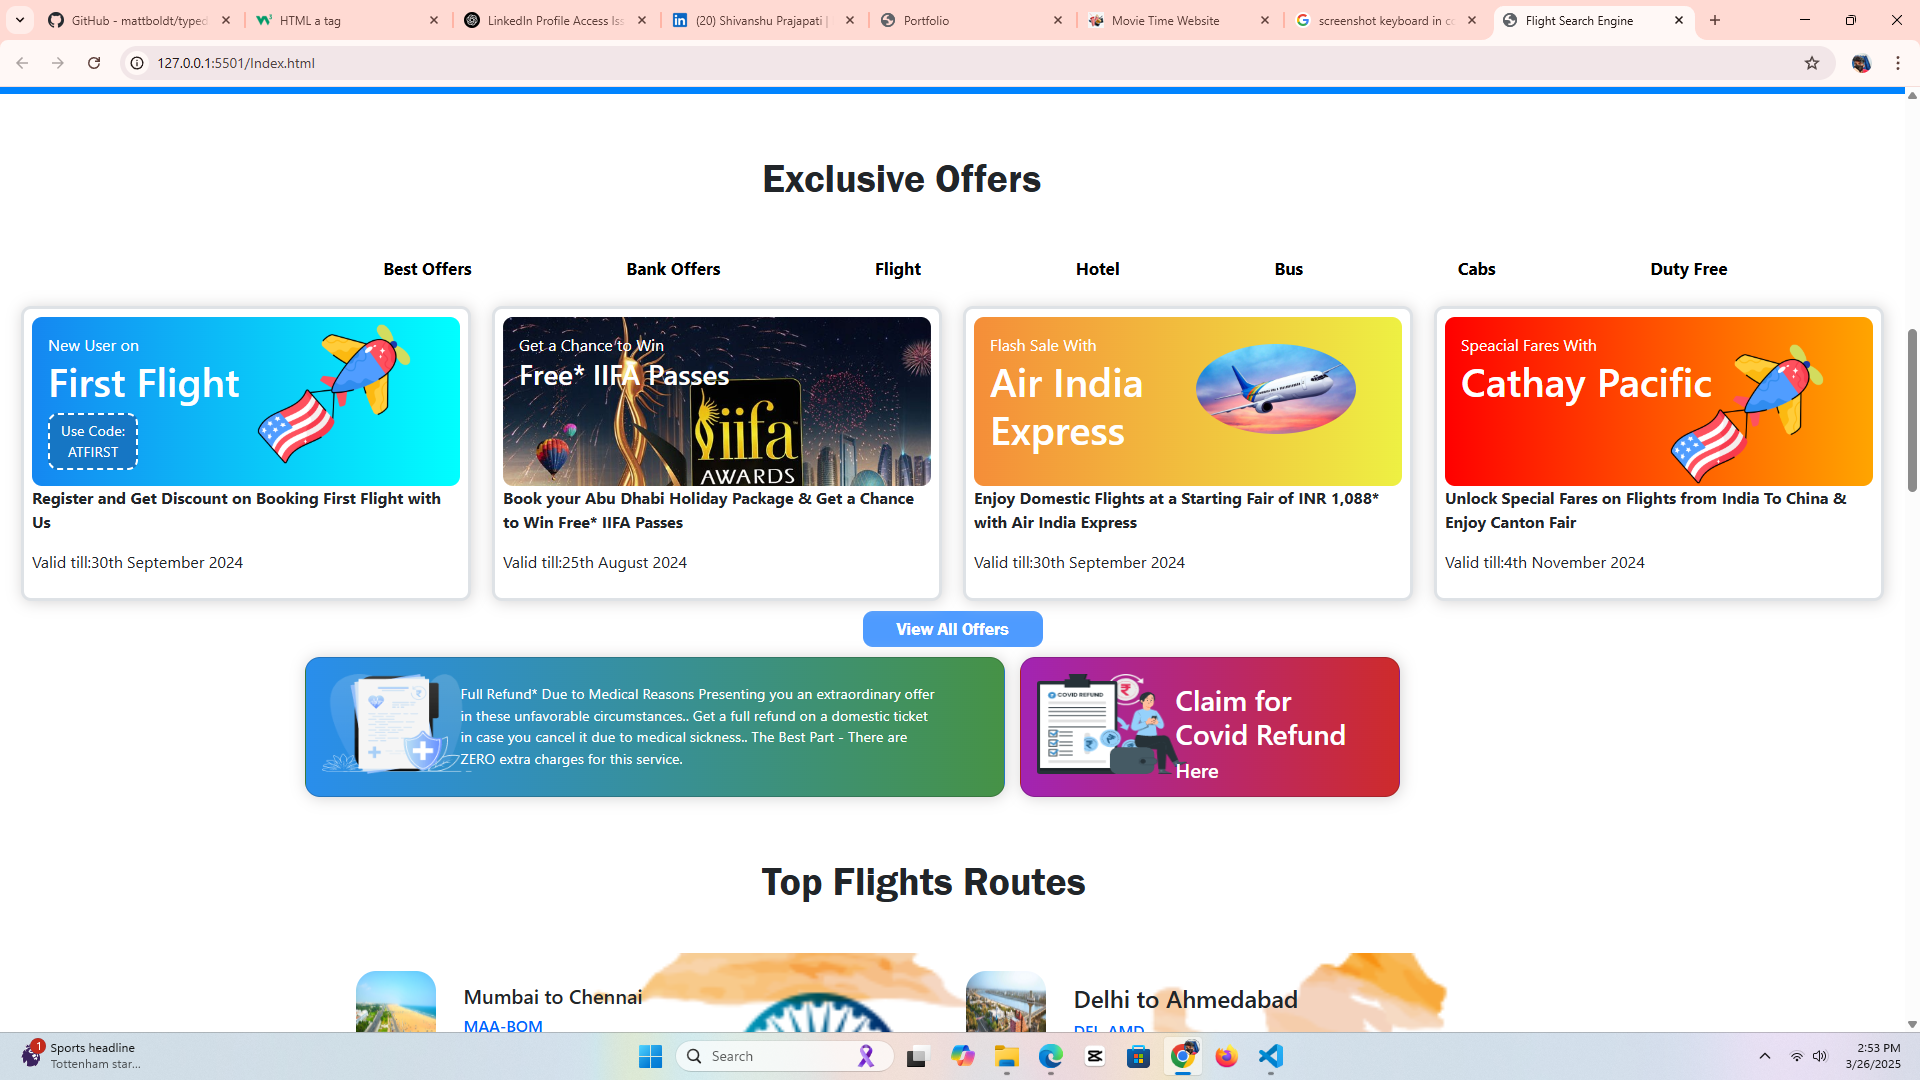 GitHub - mattboldt/typed
HTML a tag
LinkedIn Profile Access Iss
(20) Shivanshu Prajapati |
Portfolio
Movie Time Website
screenshot keyboard in co
Flight Search Engine
127.0.0.1:5501/Index.html
Exclusive Offers
Best Offers
Bank Offers
Flight
Hotel
Bus
Cabs
Duty Free
New User on
First Flight
Use Code:
ATFIRST
Register and Get Discount on Booking First Flight with
Us
Valid till:30th September 2024
Get a Chance to Win
Free* IIFA Passes
iifa
AWARDS
Book your Abu Dhabi Holiday Package & Get a Chance
to Win Free* IIFA Passes
Valid till:25th August 2024
Flash Sale With
Air India
Express
Enjoy Domestic Flights at a Starting Fair of INR 1,088*
with Air India Express
Valid till:30th September 2024
Speacial Fares With
Cathay Pacific
Unlock Special Fares on Flights from India To China &
Enjoy Canton Fair
Valid till:4th November 2024
View All Offers
Full Refund* Due to Medical Reasons Presenting you an extraordinary offer
in these unfavorable circumstances.. Get a full refund on a domestic ticket
in case you cancel it due to medical sickness.. The Best Part - There are
ZERO extra charges for this service.
COVID REFUND
Claim for
Covid Refund
Here
Top Flights Routes
Mumbai to Chennai
MAA-BOM
Delhi to Ahmedabad
DEL-AMD
1
Sports headline
Tottenham star...
Search
2:53 PM
3/26/2025